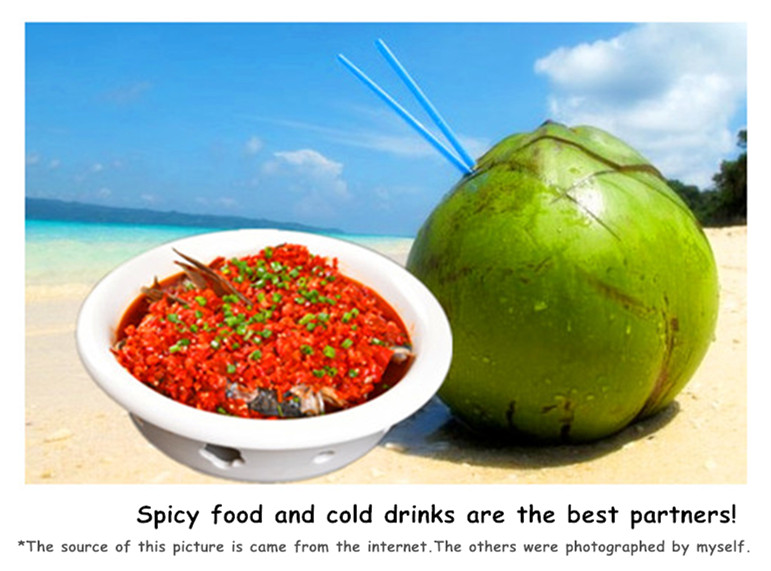 Spicy food and cold drinks are the best partners!
*The source of this picture is came from the internet.The others were photographed by myself.